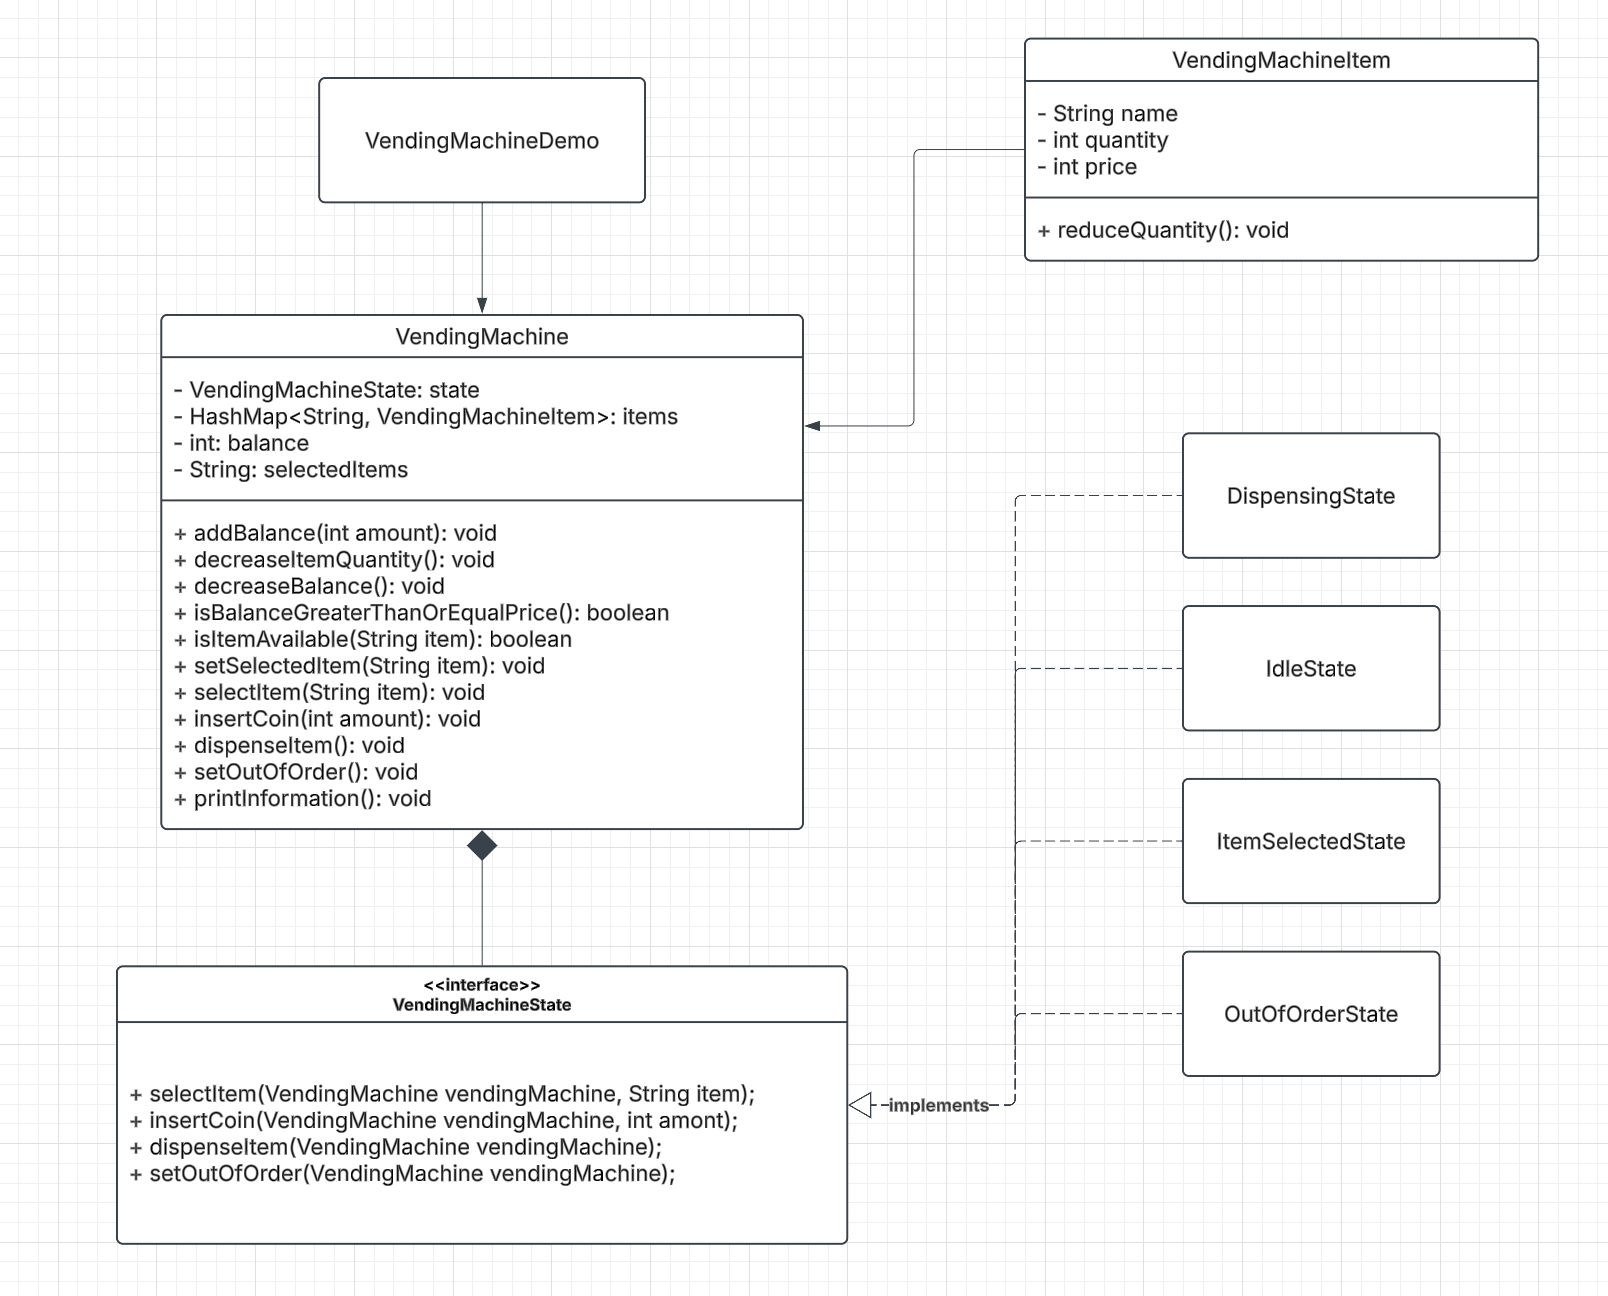 VendingMachineDemo
VendingMachineItem
- String name
- int quantity
- int price
+ reduceQuantity(): void
VendingMachine
- VendingMachineState: state
- HashMap<String, VendingMachineItem>: items
- int: balance
- String: selectedItems
+ addBalance(int amount): void
+ decreaseItemQuantity(): void
+ decreaseBalance(): void
+ isBalanceGreaterThanOrEqualPrice(): boolean
+ isItemAvailable(String item): boolean
+ setSelectedItem(String item): void
+ selectItem(String item): void
+ insertCoin(int amount): void
+ dispenseItem(): void
+ setOutOfOrder(): void
+ printInformation(): void
DispensingState
IdleState
ItemSelectedState
OutOfOrderState
<<interface>>
VendingMachineState
+ selectItem(VendingMachine vendingMachine, String item);
+ insertCoin(VendingMachine vendingMachine, int amont);
+ dispenseItem(VendingMachine vendingMachine);
+ setOutOfOrder(VendingMachine vendingMachine);
implements